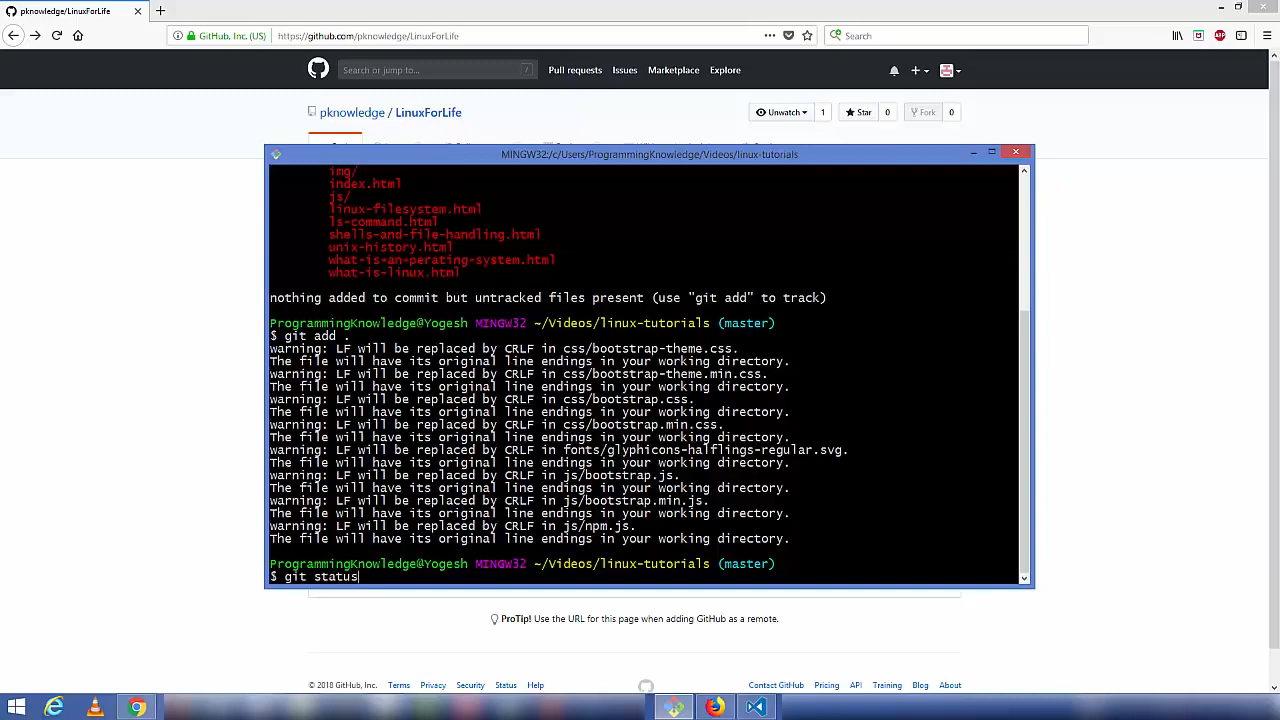 pknowledge/LinuxForLife
GitHub, Inc. (US)
https://github.com/pknowledge/LinuxForLife
Search
Search or jump to...
/
Pull requests
Issues
Marketplace
Explore
pknowledge / LinuxForLife
Unwatch 1
Star 0
Fork 0
MINGW32:/c/Users/ProgrammingKnowledge/Videos/linux-tutorials
img/
index.html
js/
linux-filesystem.html
ls-command.html
shells-and-file-handling.html
unix-history.html
what-is-an-perating-system.html
what-is-linux.html
nothing added to commit but untracked files present (use "git add" to track)
ProgrammingKnowledge@Yogesh MINGW32 ~/Videos/linux-tutorials (master)
$ git add .
warning: LF will be replaced by CRLF in css/bootstrap-theme.css.
The file will have its original line endings in your working directory.
warning: LF will be replaced by CRLF in css/bootstrap-theme.min.css.
The file will have its original line endings in your working directory.
warning: LF will be replaced by CRLF in css/bootstrap.css.
The file will have its original line endings in your working directory.
warning: LF will be replaced by CRLF in css/bootstrap.min.css.
The file will have its original line endings in your working directory.
warning: LF will be replaced by CRLF in fonts/glyphicons-halflings-regular.svg.
The file will have its original line endings in your working directory.
warning: LF will be replaced by CRLF in js/bootstrap.js.
The file will have its original line endings in your working directory.
warning: LF will be replaced by CRLF in js/bootstrap.min.js.
The file will have its original line endings in your working directory.
warning: LF will be replaced by CRLF in js/npm.js.
The file will have its original line endings in your working directory.
ProgrammingKnowledge@Yogesh MINGW32 ~/Videos/linux-tutorials (master)
$ git status
ProTip! Use the URL for this page when adding GitHub as a remote.
© 2018 GitHub, Inc. Terms Privacy Security Status Help
Contact GitHub Pricing API Training Blog About